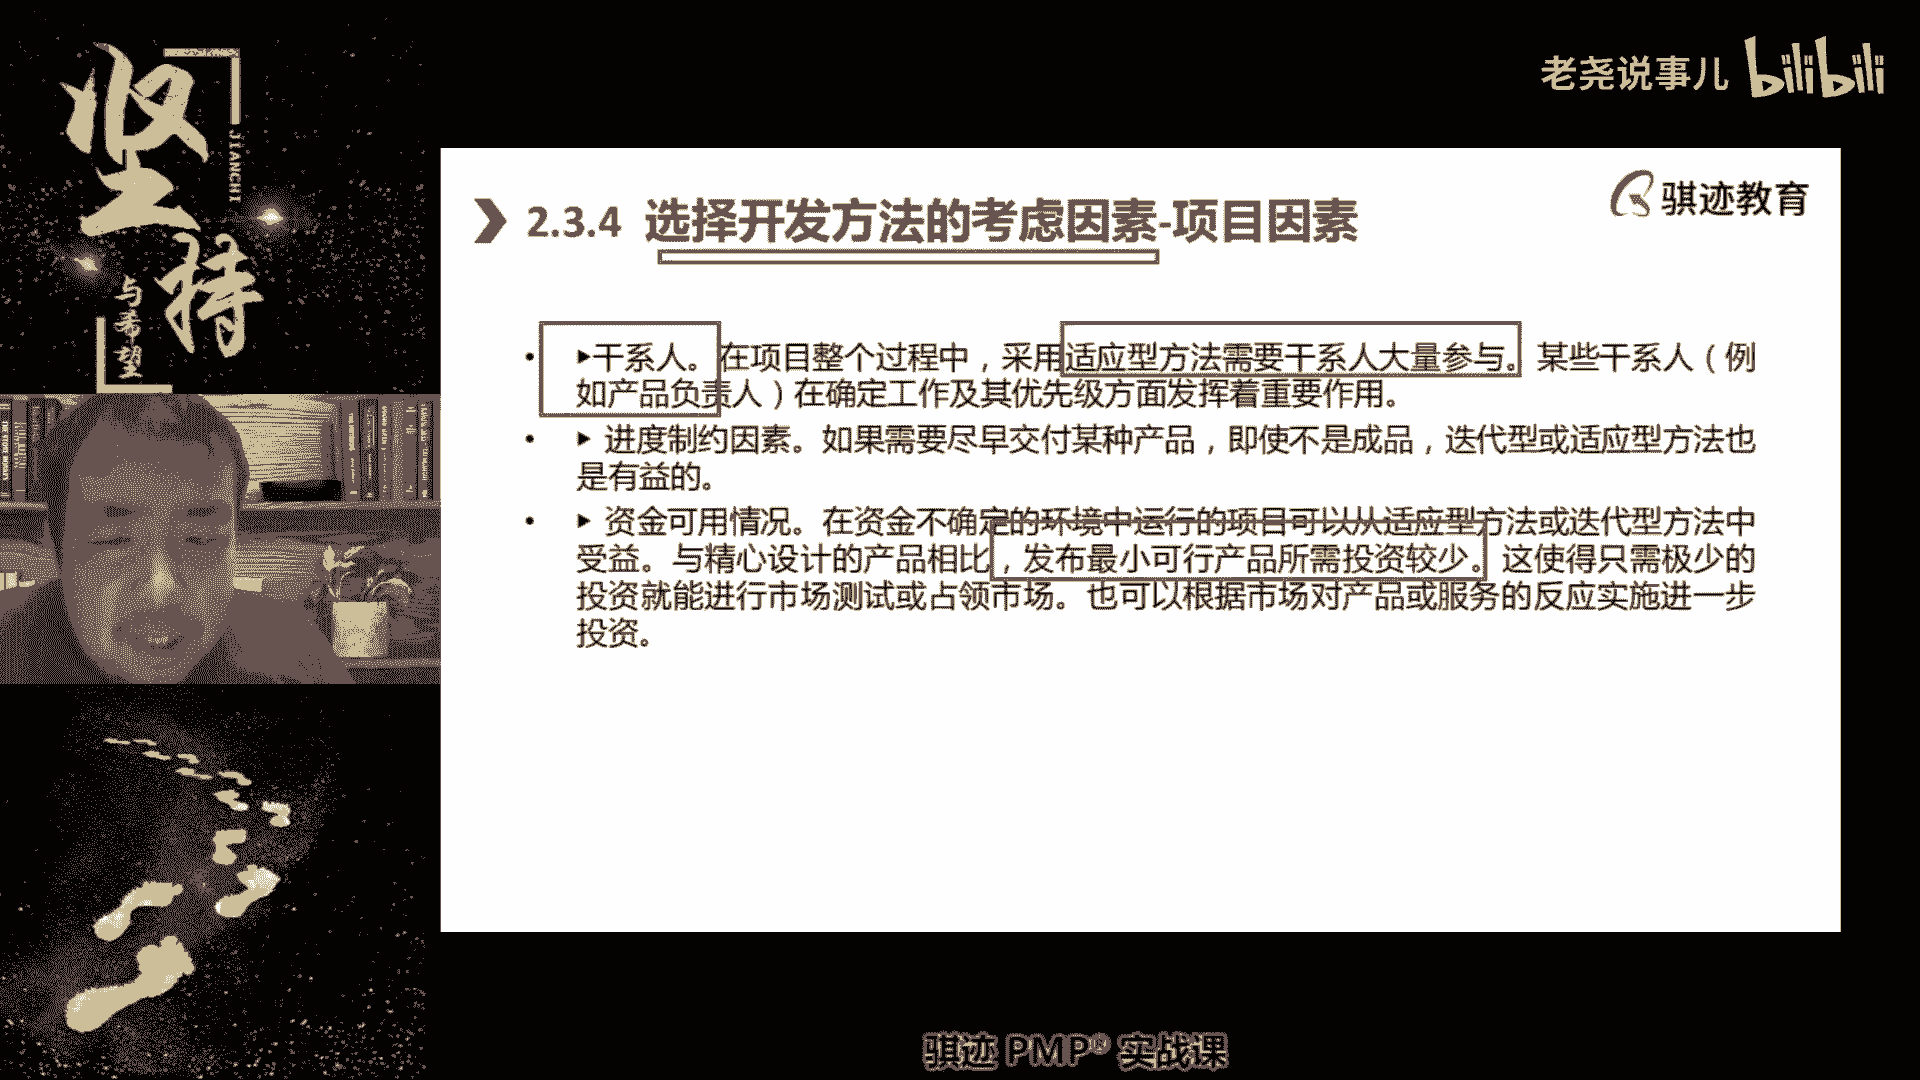 坚持
JIANCHI
与希望
老尧说事儿 bilibili
骐迹教育
2.3.4 选择开发方法的考虑因素-项目因素
• ▶干系人。在项目整个过程中，采用适应型方法需要干系人大量参与。某些干系人（例
如产品负责人）在确定工作及其优先级方面发挥着重要作用。
• ▶ 进度制约因素。如果需要尽早交付某种产品，即使不是成品，迭代型或适应型方法也
是有益的。
• ▶ 资金可用情况。在资金不确定的环境中运行的项目可以从适应型方法或迭代型方法中
受益。与精心设计的产品相比，发布最小可行产品所需投资较少。这使得只需极少的
投资就能进行市场测试或占领市场。也可以根据市场对产品或服务的反应实施进一步
投资。
骐迹 PMP® 实战课